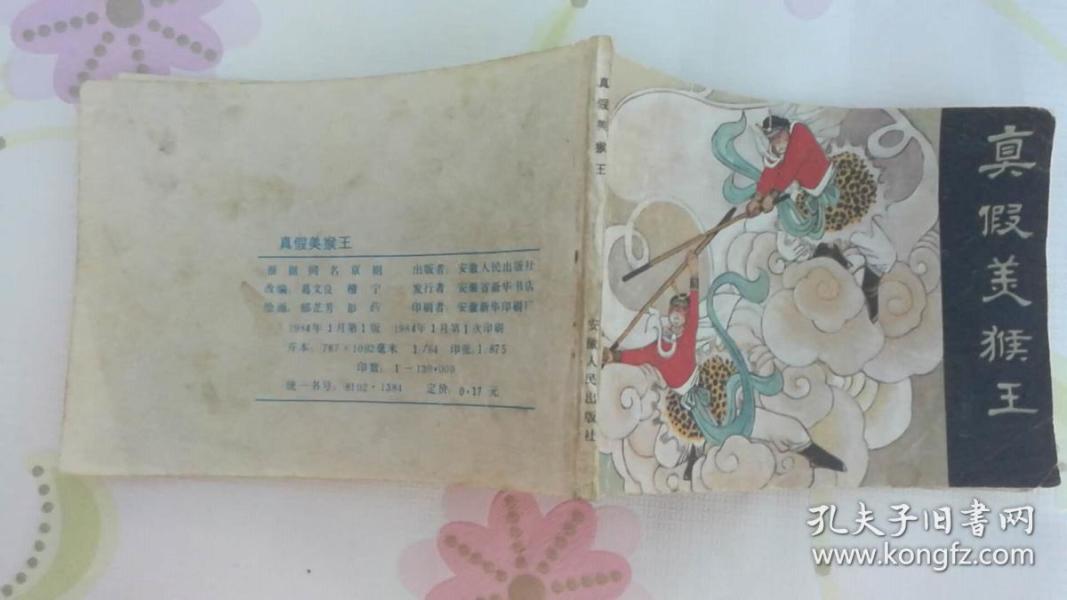 真假美猴王
根据同名京剧 出版者:安徽人民出版社
改编:葛文良 穗宁 发行者 安徽省新华书店
绘画:郁芷芳 印刷者:安徽新华印刷厂
1984年1月第1版 1984年1月第1次印刷
开本:787×1092毫米 1/64 印张:1.875
印数:1—130,000
统一书号:8102·1384 定价:0.17元
真假美猴王
安徽人民出版社
真假美猴王
孔夫子旧书网
www.kongfz.com